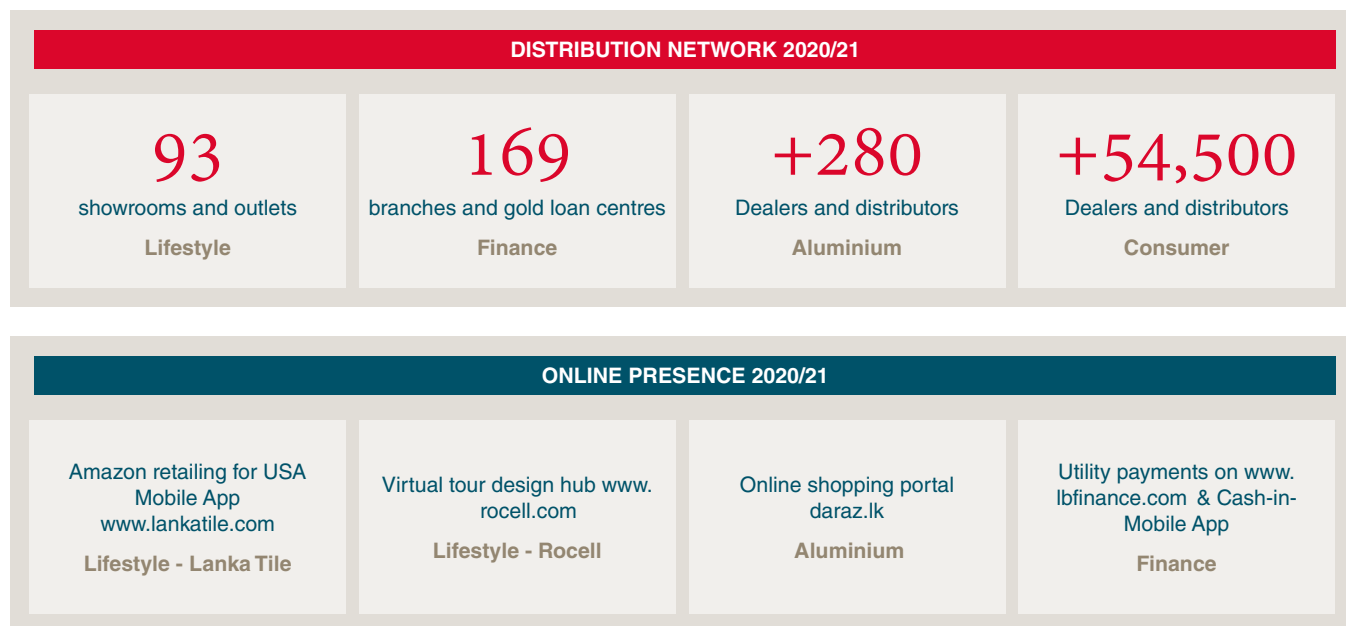 DISTRIBUTION NETWORK 2020/21
93
showrooms and outlets
Lifestyle
169
branches and gold loan centres
Finance
+280
Dealers and distributors
Aluminium
+54,500
Dealers and distributors
Consumer
ONLINE PRESENCE 2020/21
Amazon retailing for USA
Mobile App
www.lankatile.com
Lifestyle - Lanka Tile
Virtual tour design hub www.
rocell.com
Lifestyle - Rocell
Online shopping portal
daraz.lk
Aluminium
Utility payments on www.
lbfinance.com & Cash-in-
Mobile App
Finance